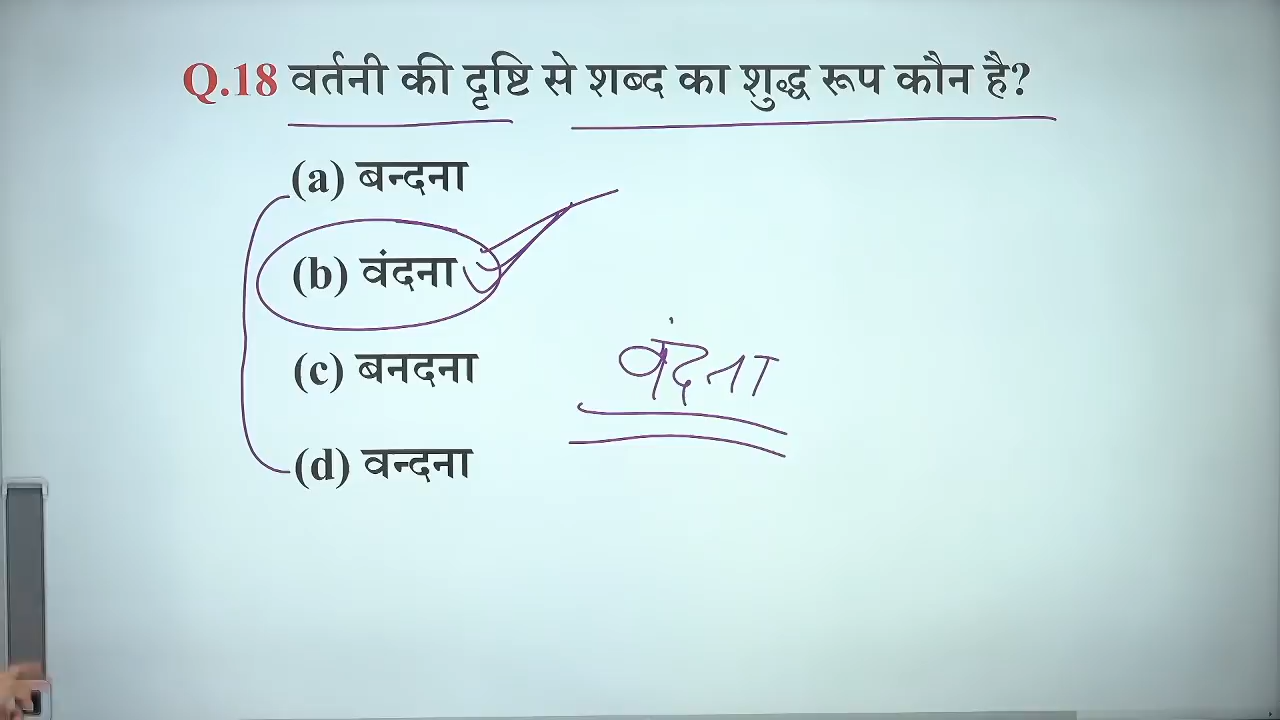 Q.18 वर्तनी की दृष्टि से शब्द का शुद्ध रूप कौन है?
(a) बन्दना
(b) वंदना
(c) बनदना
वंदना
(d) वन्दना